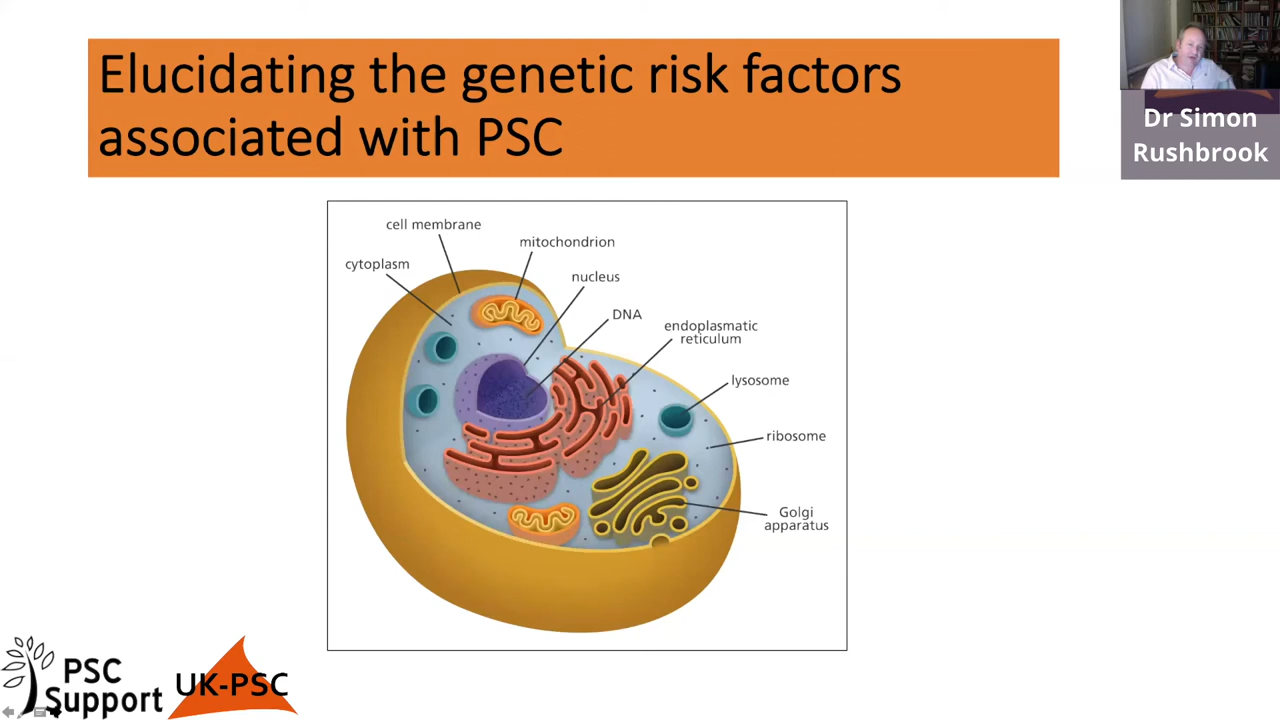 Elucidating the genetic risk factors
associated with PSC
Dr Simon
Rushbrook
cell membrane
mitochondrion
cytoplasm
nucleus
DNA
endoplasmatic
reticulum
lysosome
ribosome
Golgi
apparatus
PSC
Support
UK-PSC